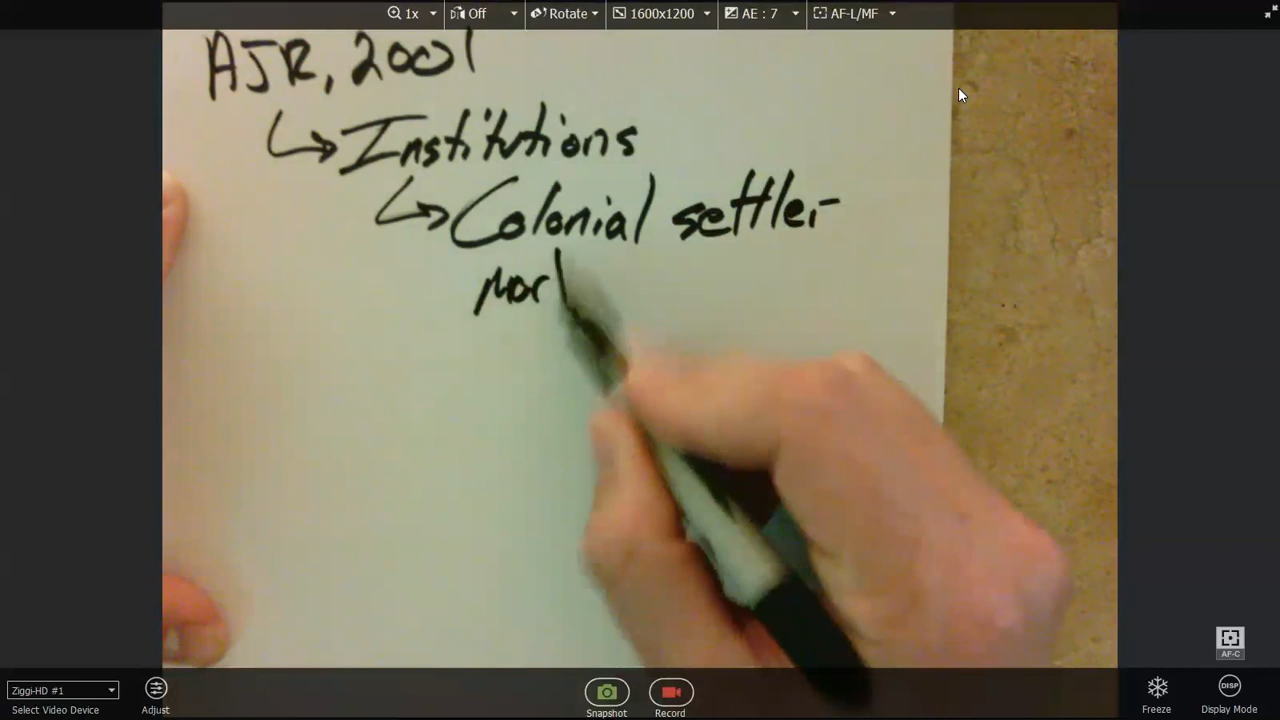 1x Off Rotate 1600x1200 AE : 7 AF-L/MF
AJR, 2001
↳ Institutions
↳ Colonial settler
mor
AF-C
Ziggi-HD #1
Select Video Device
Adjust
Snapshot
Record
Freeze
DISP
Display Mode